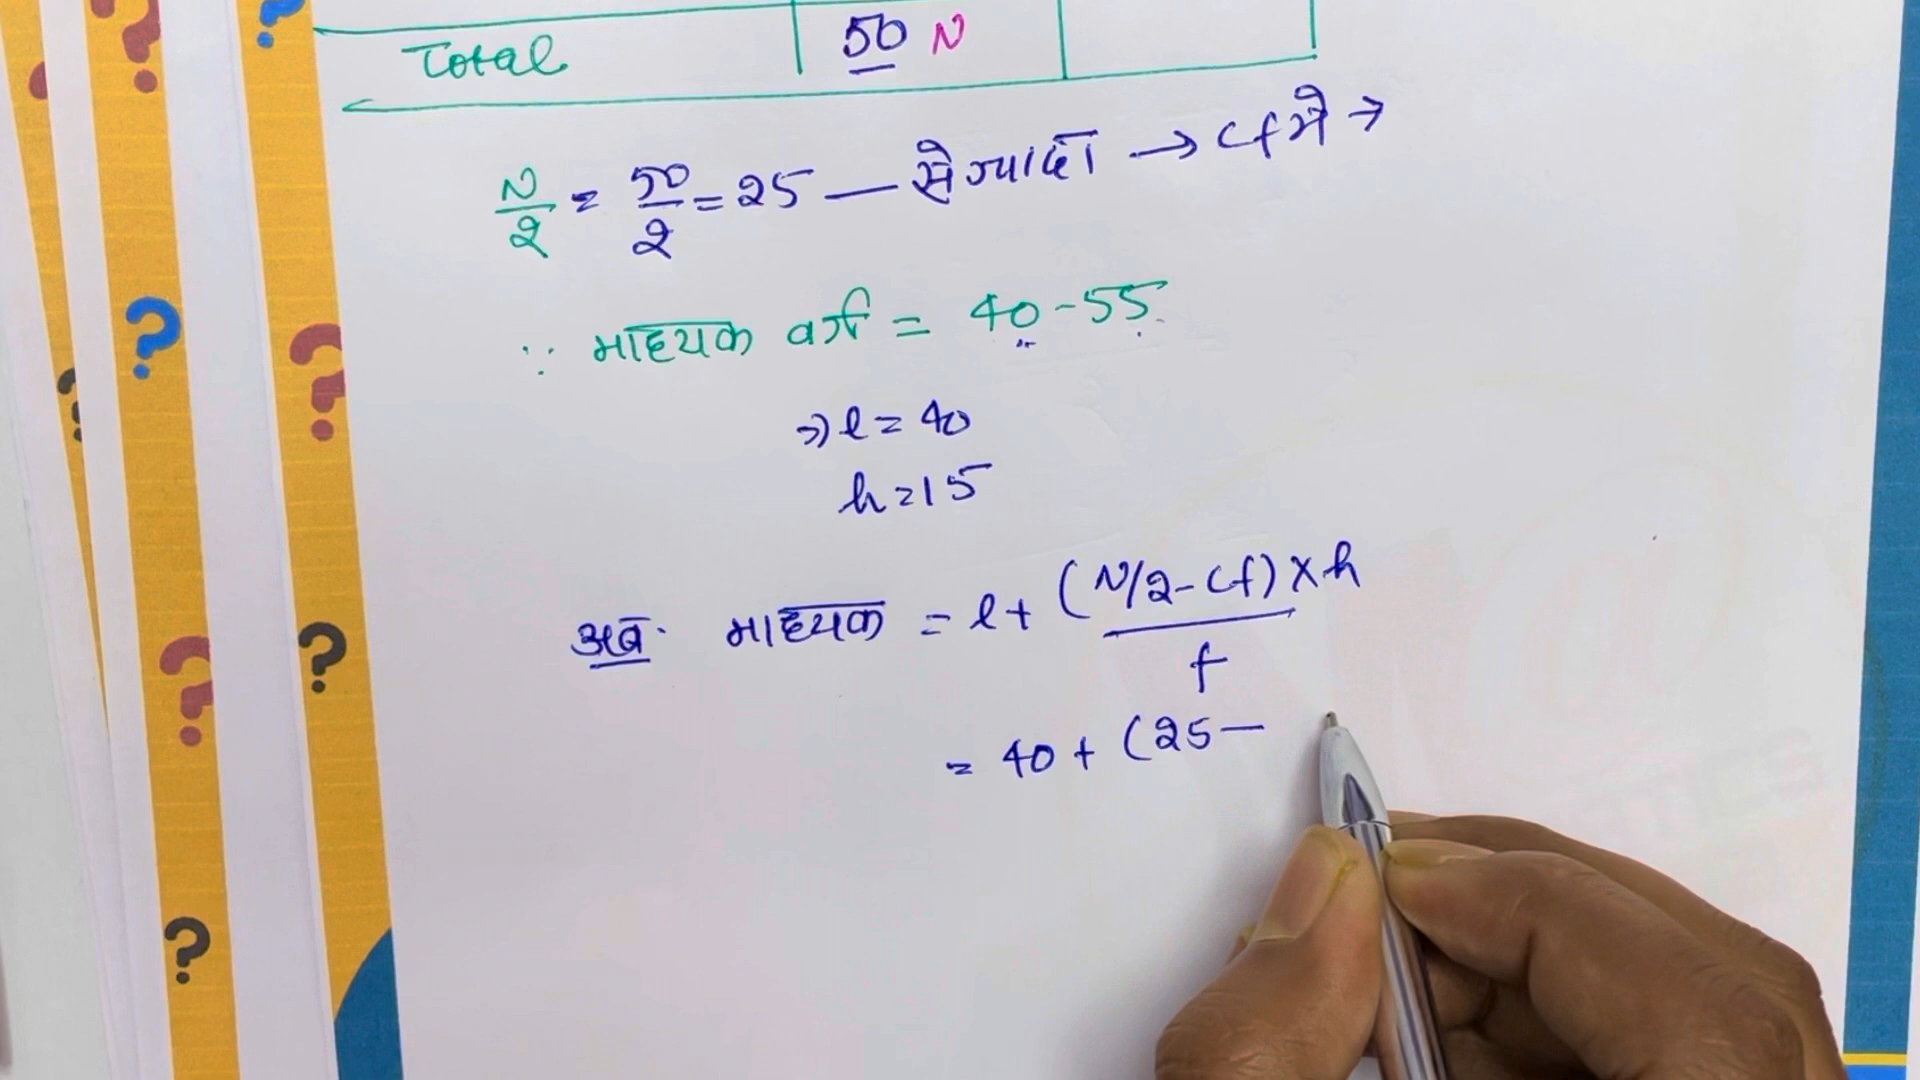 Total 50 N
N/2 = 50/2 = 25 — से ज्यादा → Cf मे →
∵ माध्यक वर्ग = 40-55
⇒ l = 40
h = 15
अब माध्यक = l + (N/2 - Cf) × h / f
= 40 + (25 —